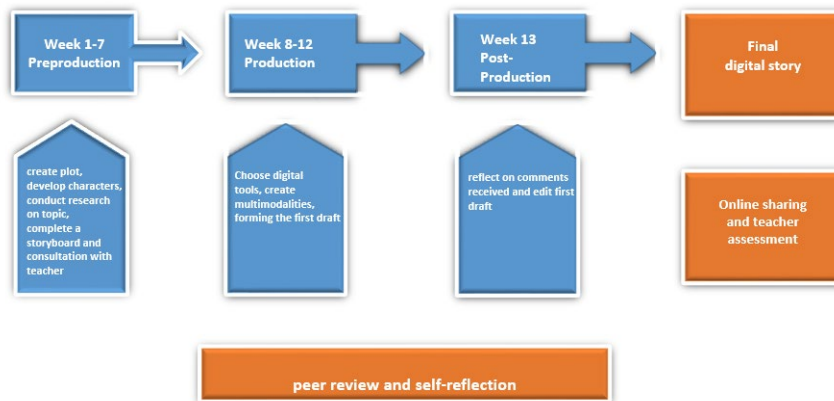 Week 1-7
Preproduction
Week 8-12
Production
Week 13
Post-
Production
Final
digital story
create plot,
develop characters,
conduct research
on topic,
complete a
storyboard and
consultation with
teacher
Choose digital
tools, create
multimodalities,
forming the first draft
reflect on comments
received and edit first
draft
Online sharing
and teacher
assessment
peer review and self-reflection